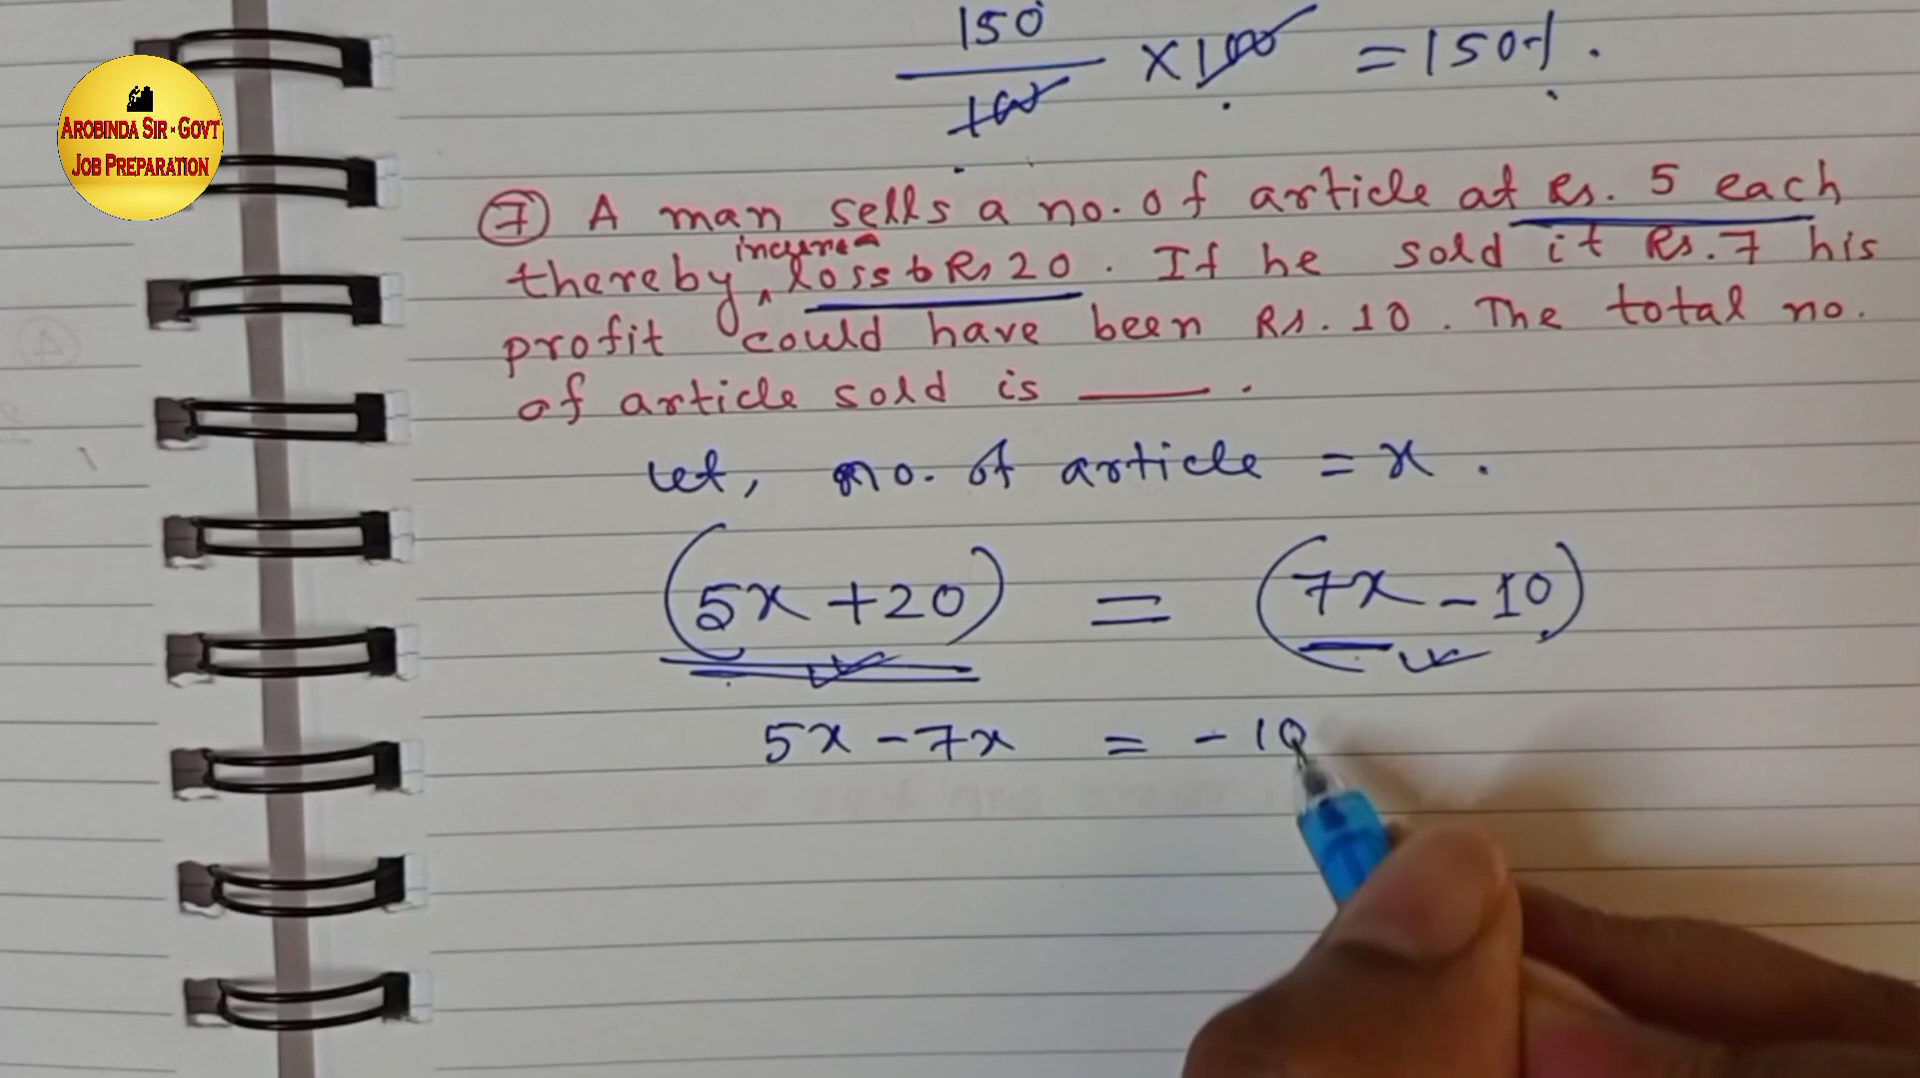 150
100 × 100 = 150%.
AROBINDA SIR - GOVT
JOB PREPARATION
⑦ A man sells a no. of article at Rs. 5 each
incurea
thereby ^ loss Rs 20. If he sold it Rs. 7 his
profit could have been Rs. 10. The total no.
of article sold is ____.
let, no. of article = x.
(5x + 20) = (7x - 10)
5x - 7x = - 10